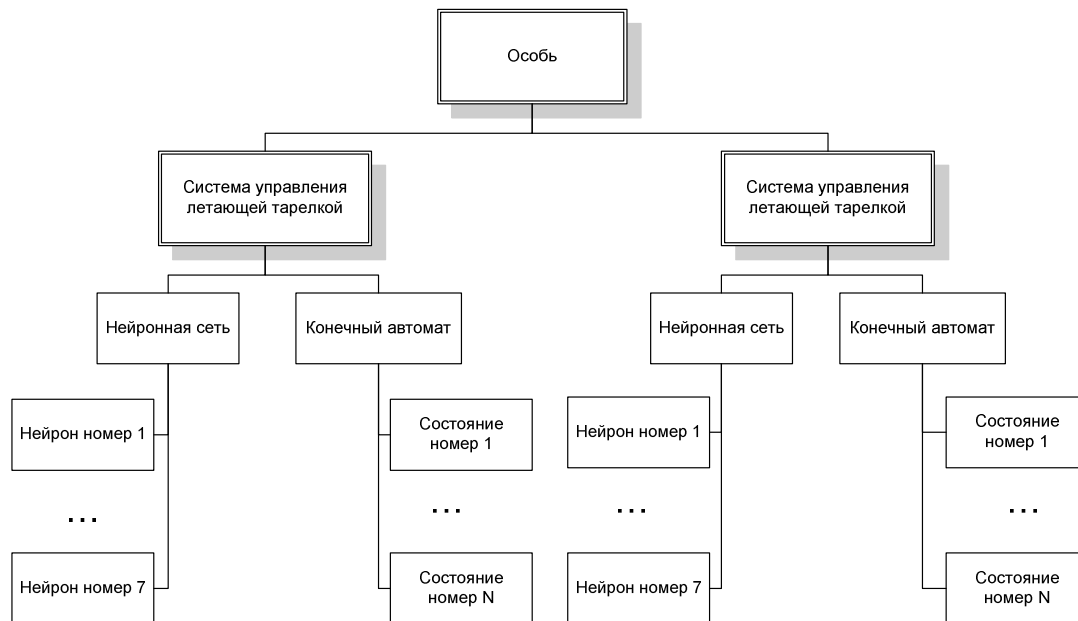 Особь
Система управления
летающей тарелкой
Система управления
летающей тарелкой
Нейронная сеть
Конечный автомат
Нейронная сеть
Конечный автомат
Нейрон номер 1
Состояние
номер 1
Нейрон номер 1
Состояние
номер 1
...
...
...
...
Нейрон номер 7
Состояние
номер N
Нейрон номер 7
Состояние
номер N